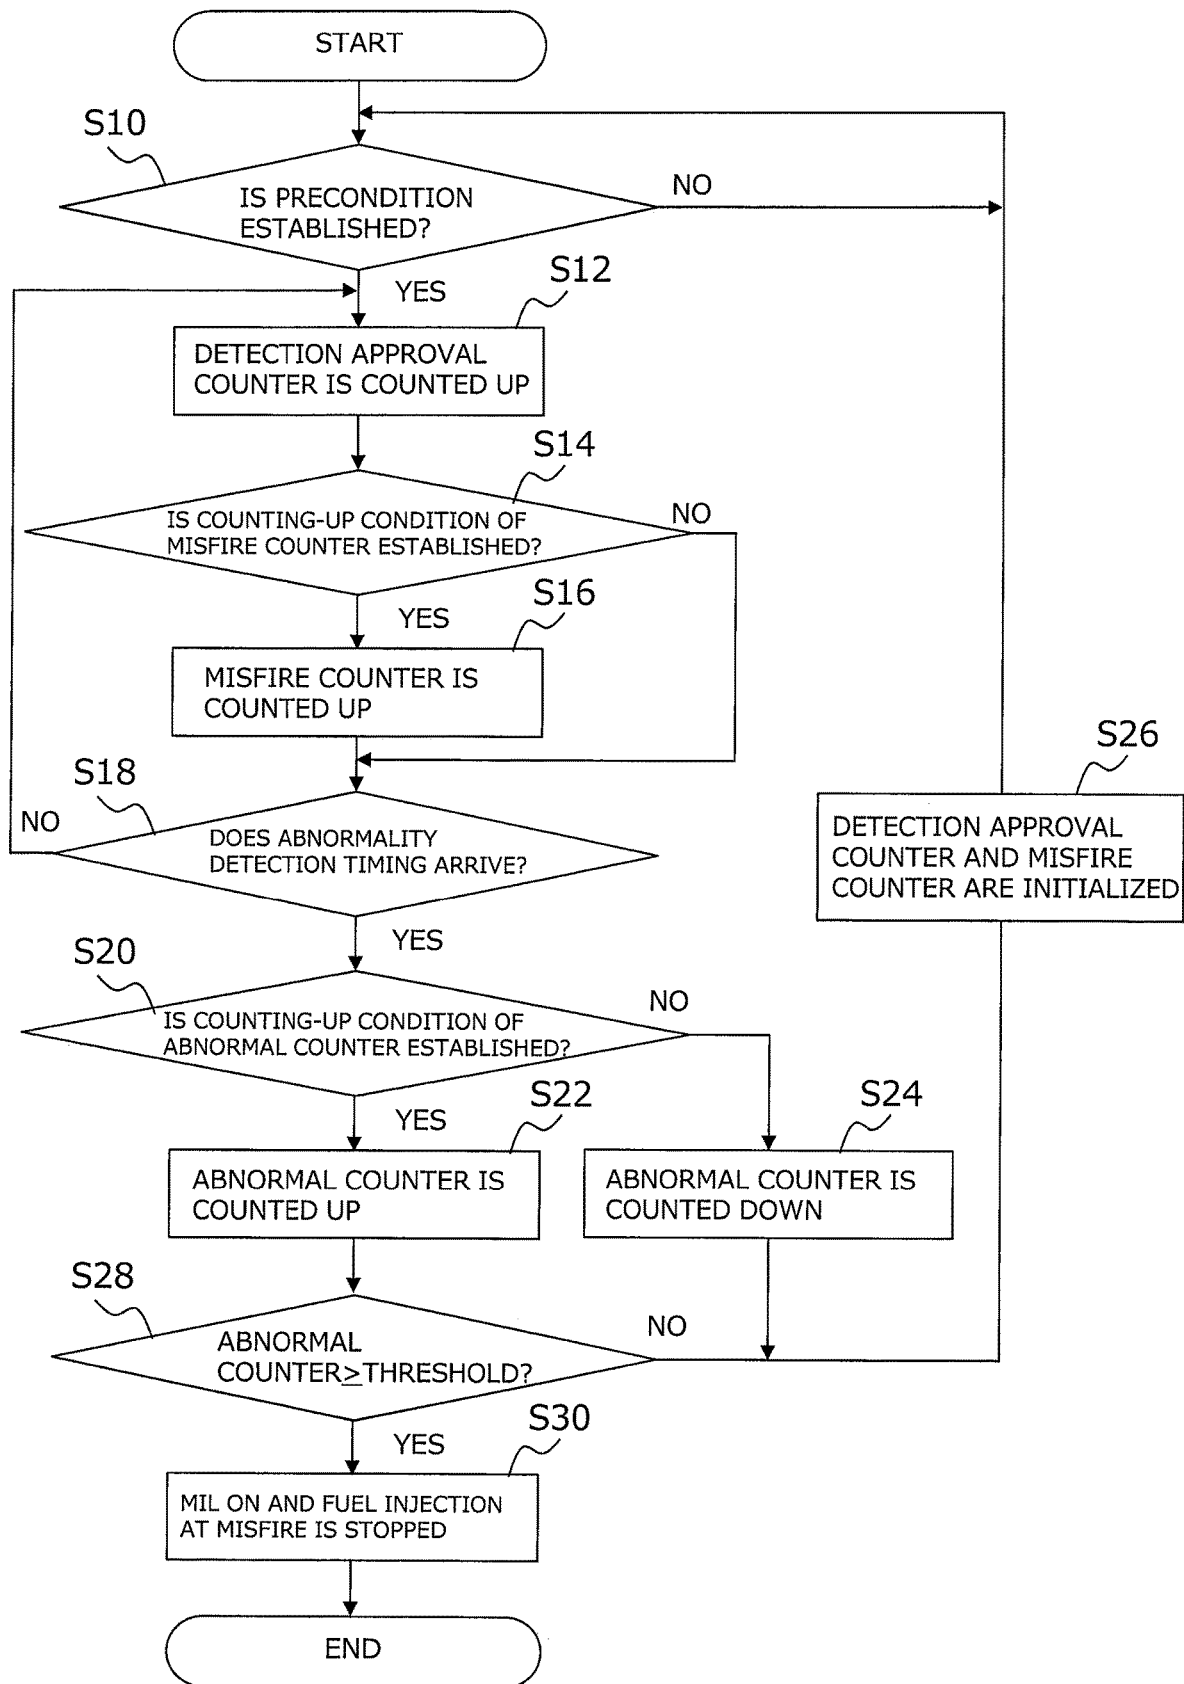 START
S10
IS PRECONDITION
ESTABLISHED?
NO
YES
S12
DETECTION APPROVAL
COUNTER IS COUNTED UP
S14
IS COUNTING-UP CONDITION OF
MISFIRE COUNTER ESTABLISHED?
NO
YES
S16
MISFIRE COUNTER IS
COUNTED UP
S18
NO
DOES ABNORMALITY
DETECTION TIMING ARRIVE?
YES
S26
DETECTION APPROVAL
COUNTER AND MISFIRE
COUNTER ARE INITIALIZED
S20
IS COUNTING-UP CONDITION OF
ABNORMAL COUNTER ESTABLISHED?
NO
YES
S22
ABNORMAL COUNTER IS
COUNTED UP
S24
ABNORMAL COUNTER IS
COUNTED DOWN
S28
ABNORMAL
COUNTER≥THRESHOLD?
NO
YES
S30
MIL ON AND FUEL INJECTION
AT MISFIRE IS STOPPED
END